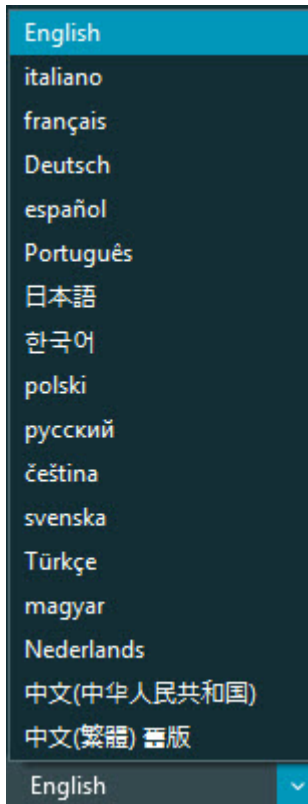 English
italiano
français
Deutsch
español
Português
日本語
한국어
polski
русский
čeština
svenska
Türkçe
magyar
Nederlands
中文(中华人民共和国)
中文(繁體) 舊版
English